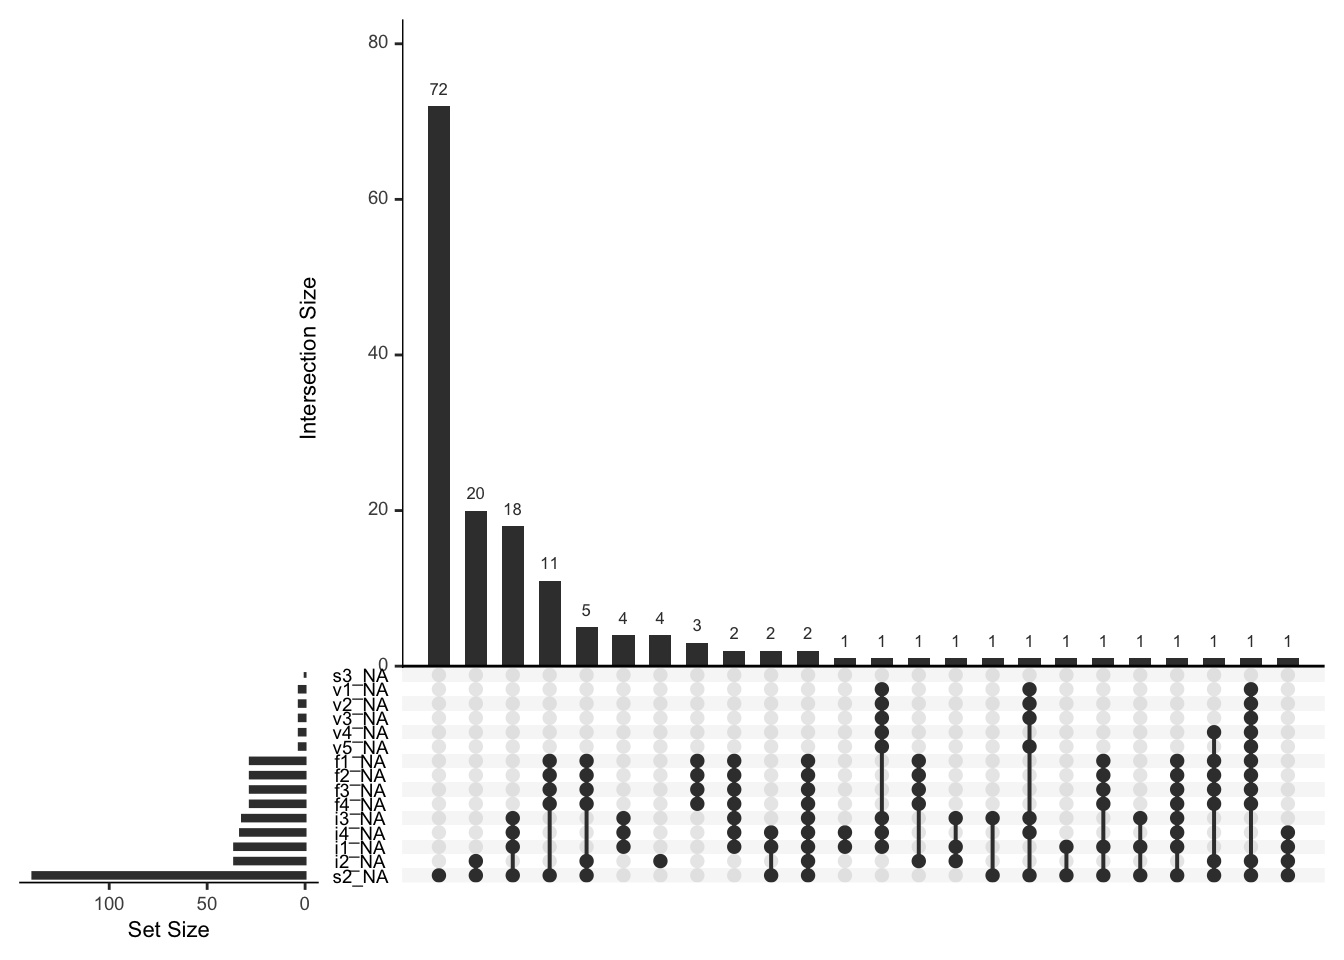 80
60
40
20
0
Intersection Size
72
20
18
11
5
4
4
3
2
2
2
1
1
1
1
1
1
1
1
1
1
1
1
1
s3_NA
v1_NA
v2_NA
v3_NA
v4_NA
v5_NA
f1_NA
f2_NA
f3_NA
f4_NA
i3_NA
i4_NA
i1_NA
i2_NA
s2_NA
100 50 0
Set Size